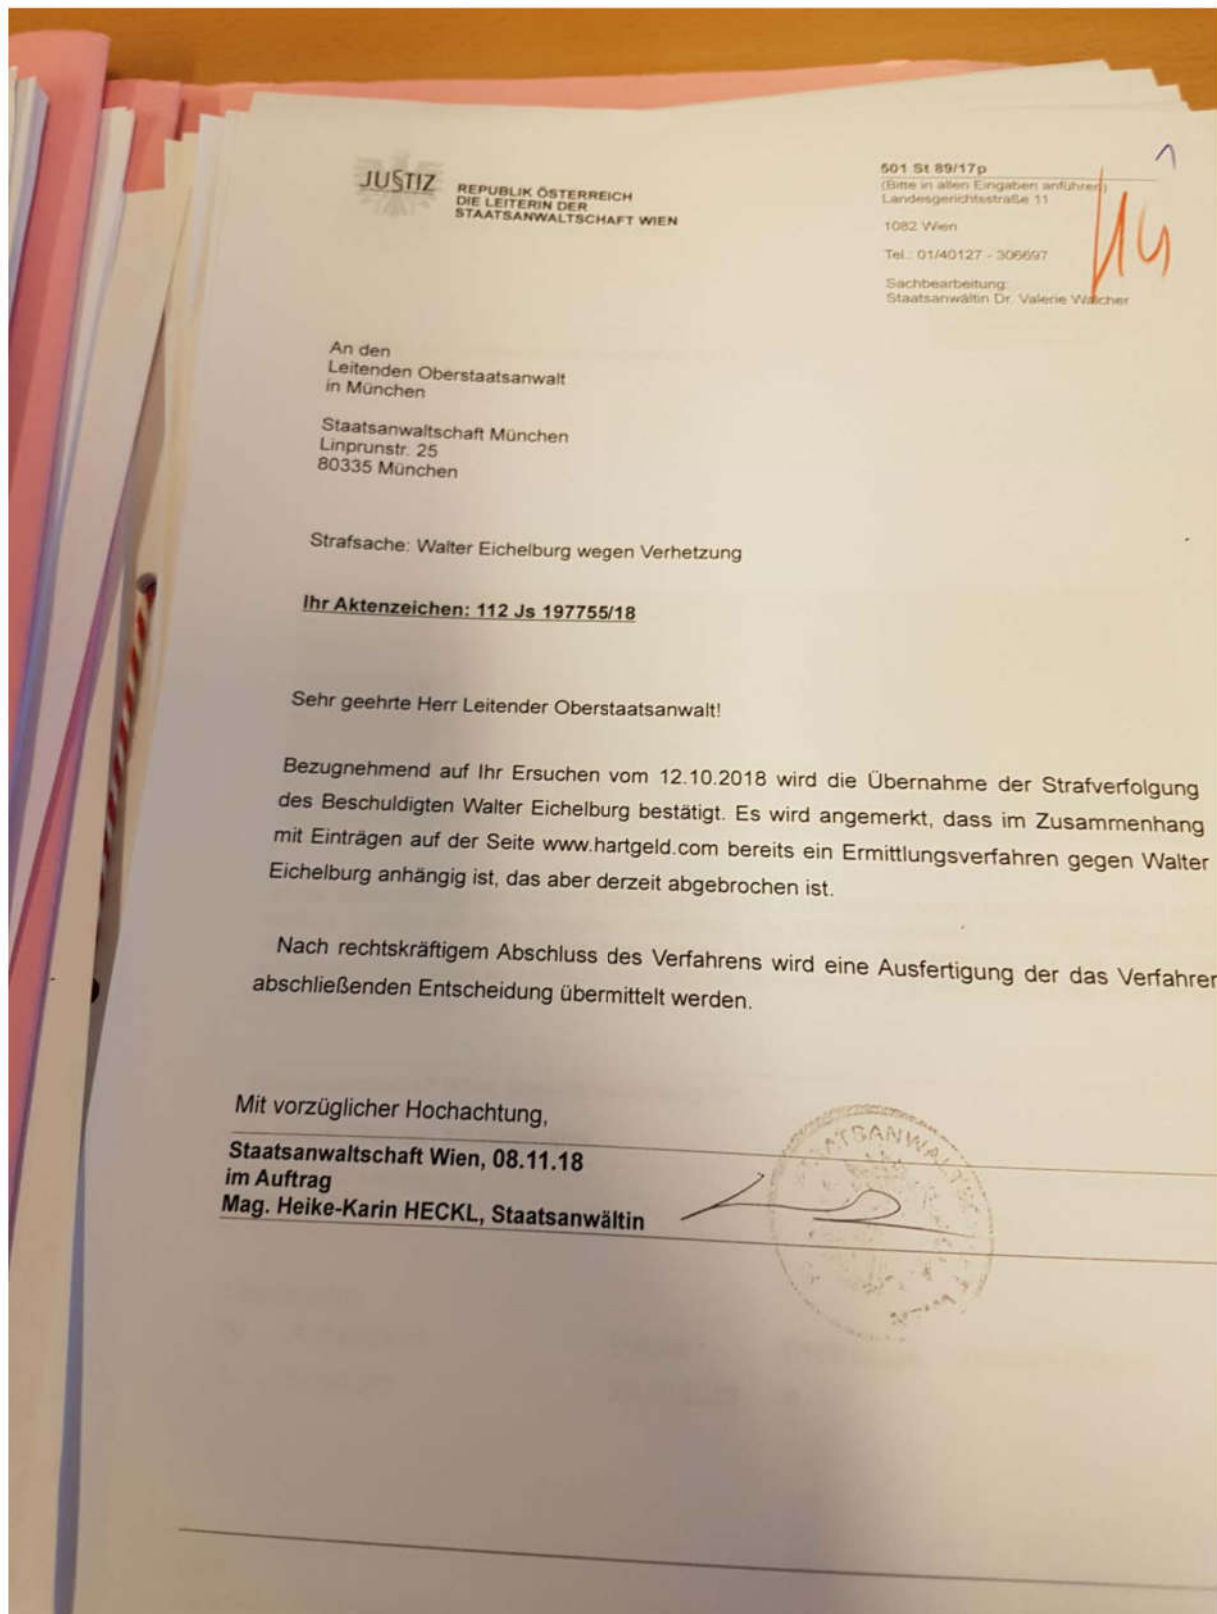 JUSTIZ
REPUBLIK ÖSTERREICH
DIE LEITERIN DER
STAATSANWALTSCHAFT WIEN
501 St 89/17p
(Bitte in allen Eingaben anführen)
Landesgerichtsstraße 11
1082 Wien
Tel.: 01/40127 - 306697
Sachbearbeitung:
Staatsanwältin Dr. Valerie Walcher
An den
Leitenden Oberstaatsanwalt
in München
Staatsanwaltschaft München
Linprunstr. 25
80335 München
Strafsache: Walter Eichelburg wegen Verhetzung
Ihr Aktenzeichen: 112 Js 197755/18
Sehr geehrte Herr Leitender Oberstaatsanwalt!
Bezugnehmend auf Ihr Ersuchen vom 12.10.2018 wird die Übernahme der Strafverfolgung
des Beschuldigten Walter Eichelburg bestätigt. Es wird angemerkt, dass im Zusammenhang
mit Einträgen auf der Seite www.hartgeld.com bereits ein Ermittlungsverfahren gegen Walter
Eichelburg anhängig ist, das aber derzeit abgebrochen ist.
Nach rechtskräftigem Abschluss des Verfahrens wird eine Ausfertigung der das Verfahren
abschließenden Entscheidung übermittelt werden.
Mit vorzüglicher Hochachtung,
Staatsanwaltschaft Wien, 08.11.18
im Auftrag
Mag. Heike-Karin HECKL, Staatsanwältin